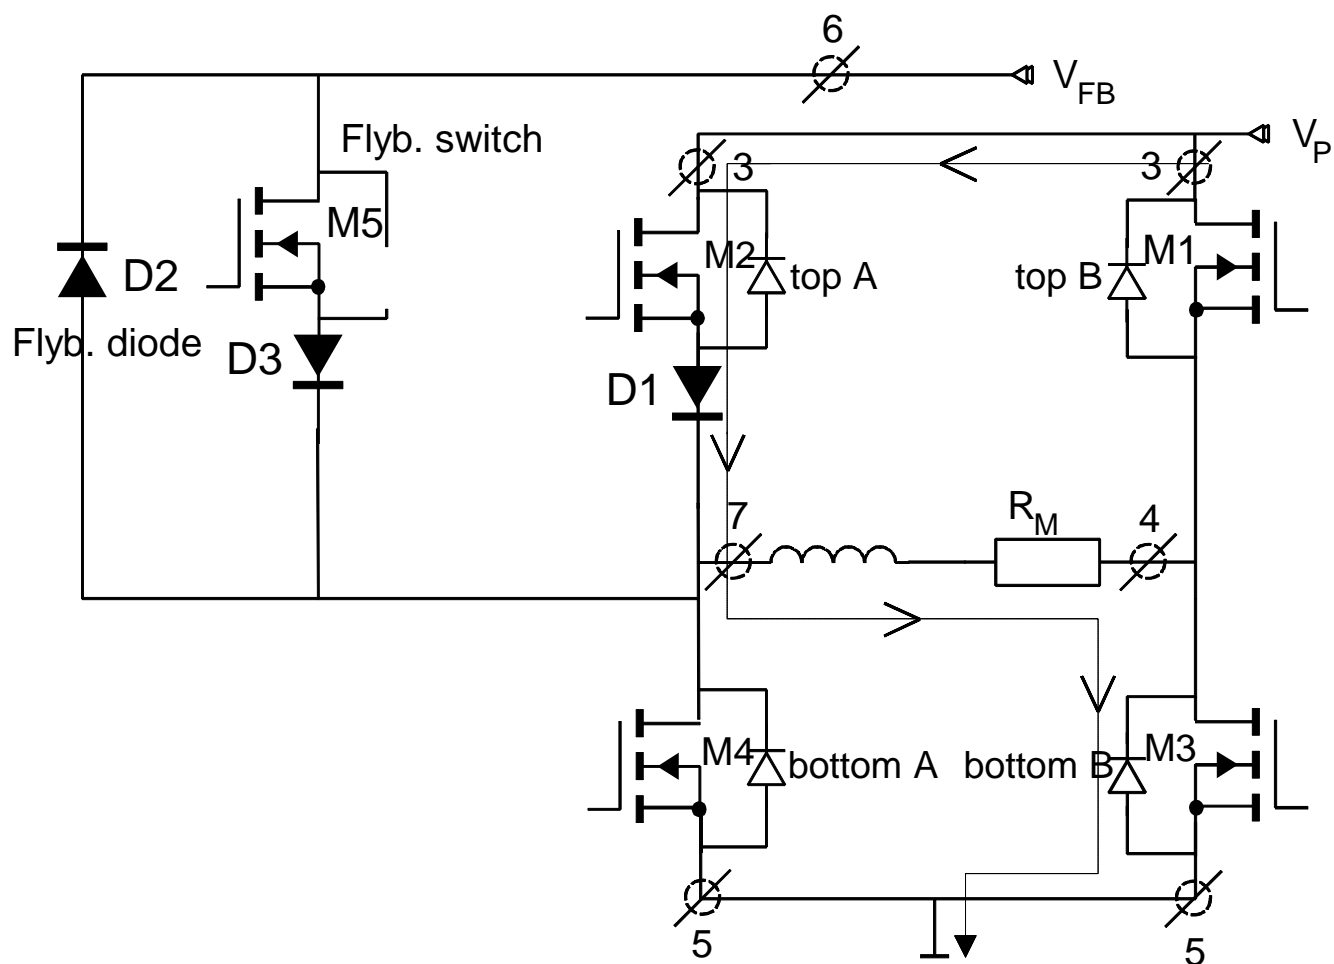 6
V_FB
Flyb. switch
V_P
3
3
M5
M2
M1
D2
top A
top B
Flyb. diode
D3
D1
7
R_M
4
M4
bottom A
bottom B
M3
5
5